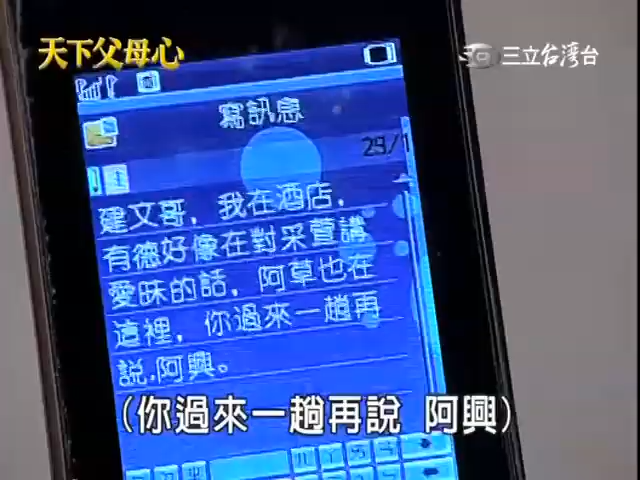 天下父母心
三立台灣台
寫訊息
29/1
建文哥，我在酒店，
有德好像在對采萱講
愛昧的話，阿草也在
這裡，你過來一趟再
說,阿興。
(你過來一趟再說 阿興)